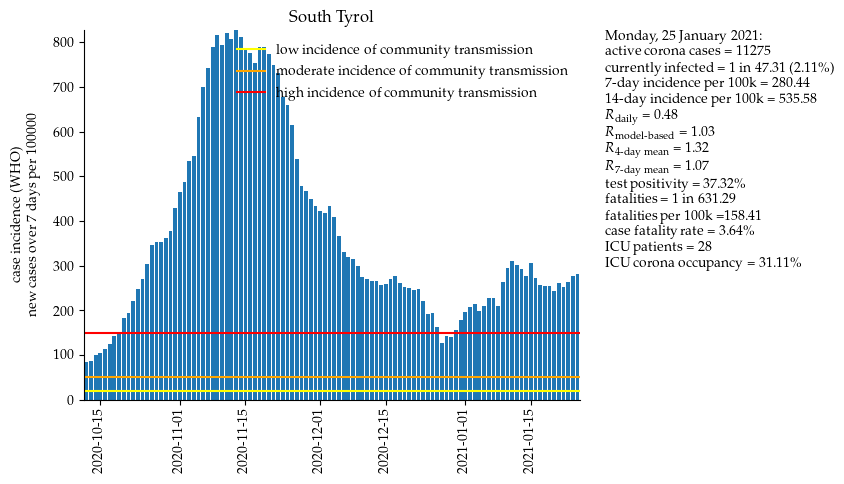 South Tyrol
low incidence of community transmission
moderate incidence of community transmission
high incidence of community transmission
case incidence (WHO)
new cases over 7 days per 100000
800
700
600
500
400
300
200
100
0
2020-10-15
2020-11-01
2020-11-15
2020-12-01
2020-12-15
2021-01-01
2021-01-15
Monday, 25 January 2021:
active corona cases = 11275
currently infected = 1 in 47.31 (2.11%)
7-day incidence per 100k = 280.44
14-day incidence per 100k = 535.58
R daily = 0.48
R model-based = 1.03
R 4-day mean = 1.32
R 7-day mean = 1.07
test positivity = 37.32%
fatalities = 1 in 631.29
fatalities per 100k =158.41
case fatality rate = 3.64%
ICU patients = 28
ICU corona occupancy = 31.11%